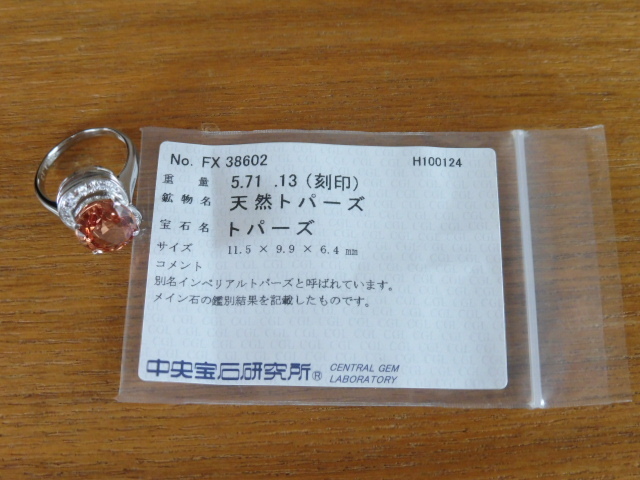 No. FX 38602 H100124
重量 5.71 .13 (刻印)
鉱物名 天然トパーズ
宝石名 トパーズ
サイズ 11.5 × 9.9 × 6.4 mm
コメント
別名インペリアルトパーズと呼ばれています。
メイン石の鑑別結果を記載したものです。
中央宝石研究所® CENTRAL GEM
LABORATORY